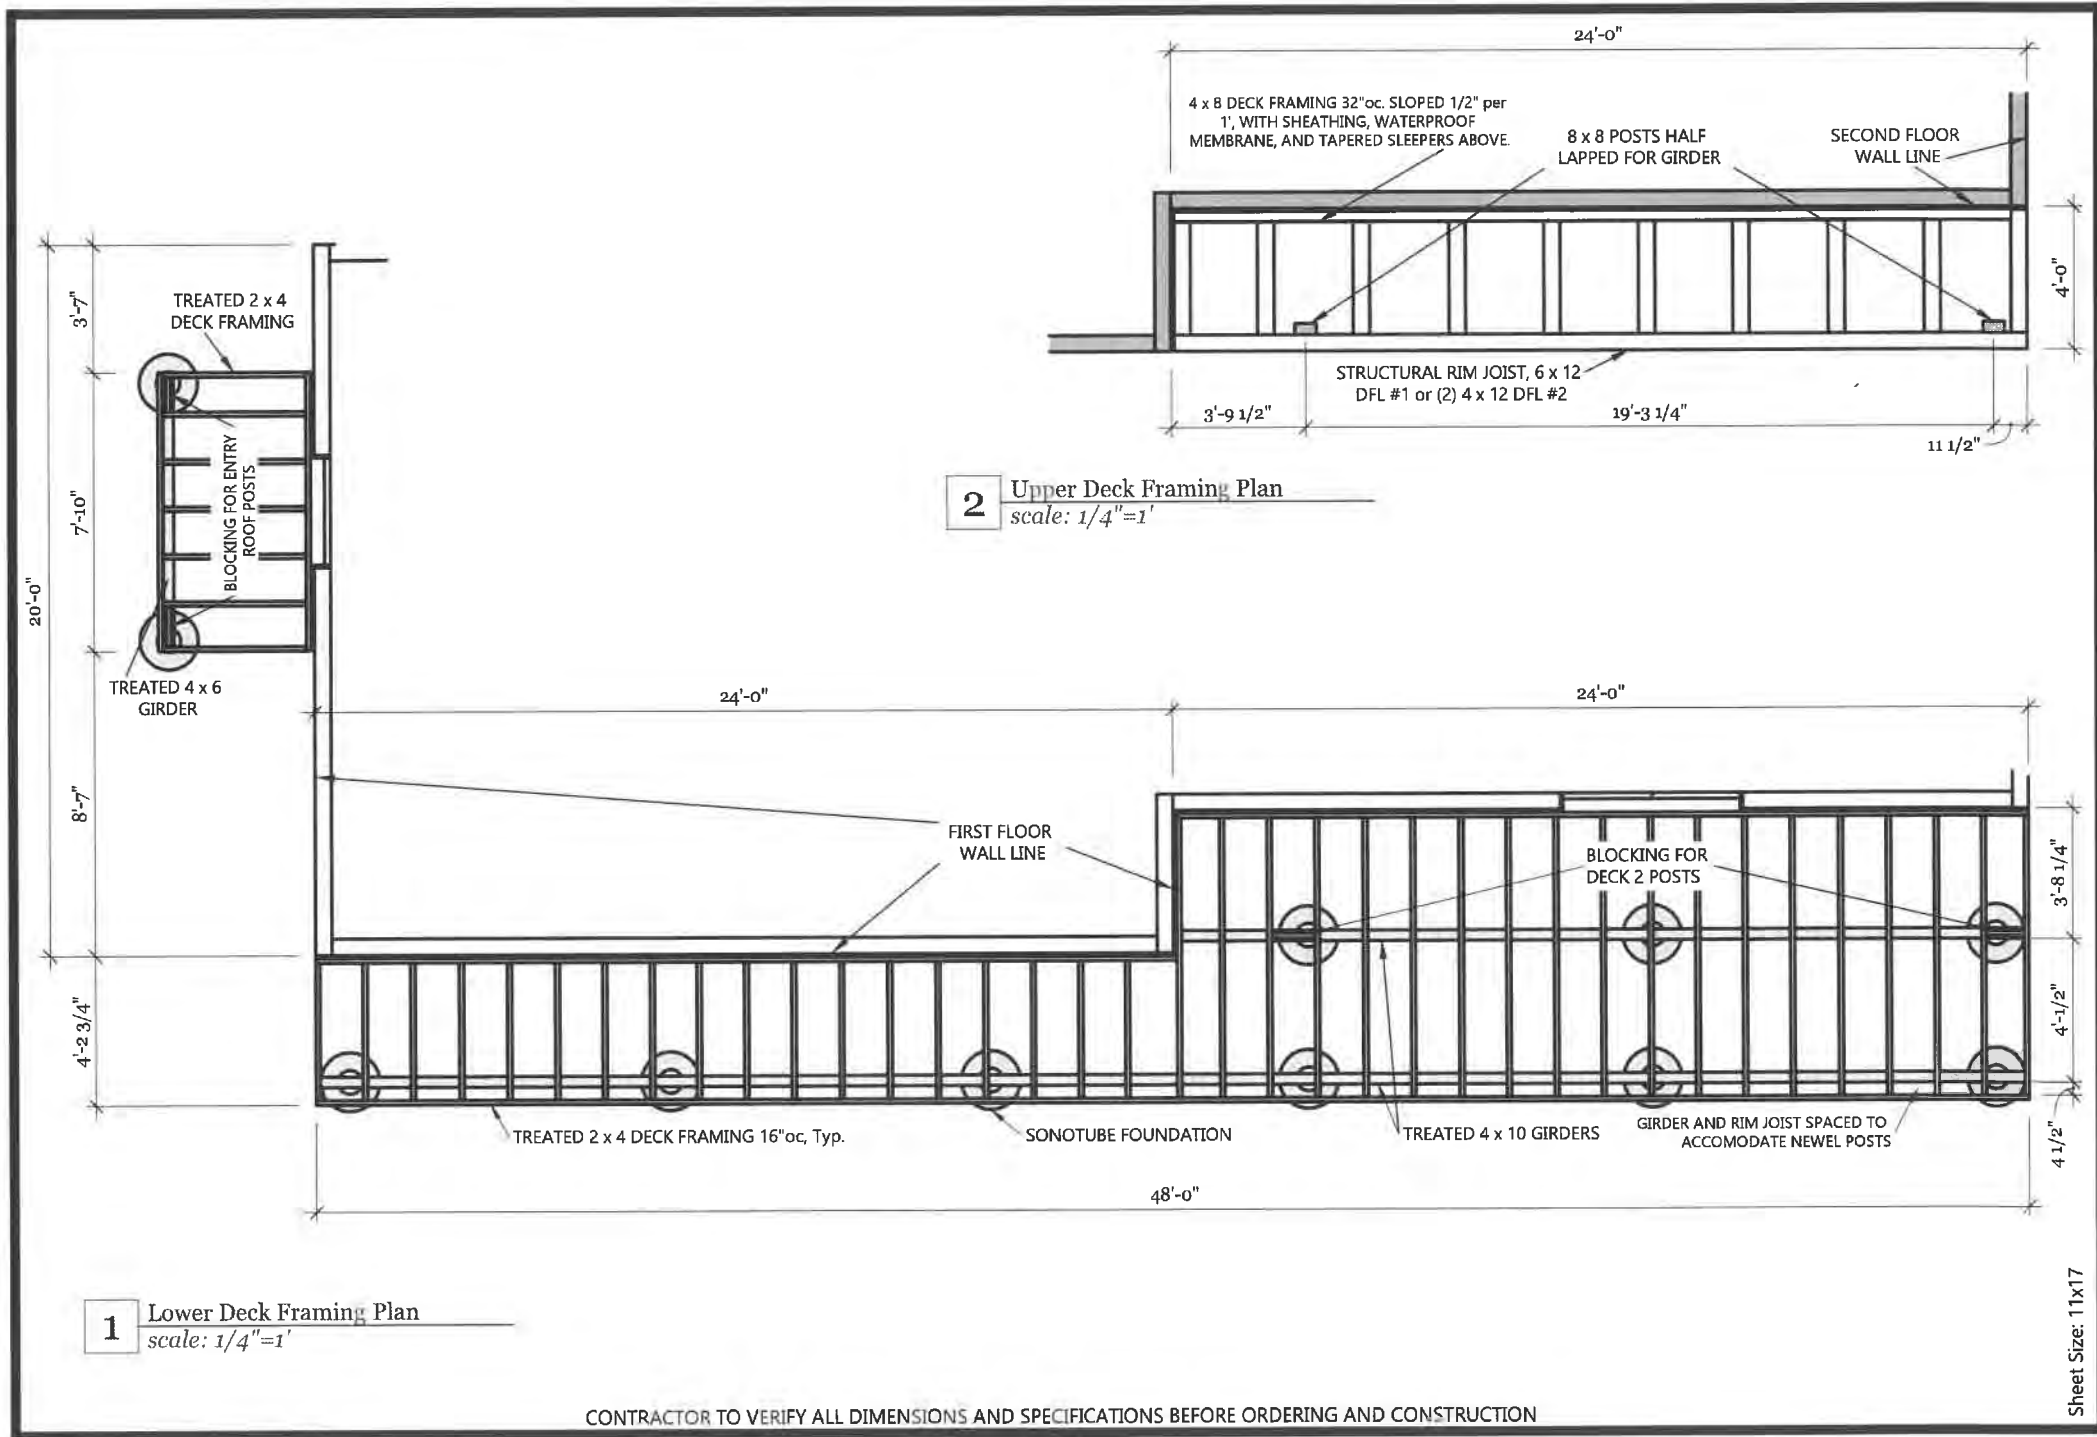 24'-0"
4 x 8 DECK FRAMING 32"oc. SLOPED 1/2" per
1', WITH SHEATHING, WATERPROOF
MEMBRANE, AND TAPERED SLEEPERS ABOVE.
8 x 8 POSTS HALF
LAPPED FOR GIRDER
SECOND FLOOR
WALL LINE
4'-0"
STRUCTURAL RIM JOIST, 6 x 12
DFL #1 or (2) 4 x 12 DFL #2
3'-9 1/2"
19'-3 1/4"
11 1/2"
2
Upper Deck Framing Plan
scale: 1/4"=1'
20'-0"
3'-7"
7'-10"
8'-7"
4'-2 3/4"
TREATED 2 x 4
DECK FRAMING
BLOCKING FOR ENTRY
ROOF POSTS
TREATED 4 x 6
GIRDER
24'-0"
24'-0"
FIRST FLOOR
WALL LINE
BLOCKING FOR
DECK 2 POSTS
3'-8 1/4"
4'-1/2"
4 1/2"
TREATED 2 x 4 DECK FRAMING 16"oc, Typ.
SONOTUBE FOUNDATION
TREATED 4 x 10 GIRDERS
GIRDER AND RIM JOIST SPACED TO
ACCOMODATE NEWEL POSTS
48'-0"
1
Lower Deck Framing Plan
scale: 1/4"=1'
CONTRACTOR TO VERIFY ALL DIMENSIONS AND SPECIFICATIONS BEFORE ORDERING AND CONSTRUCTION
Sheet Size: 11x17